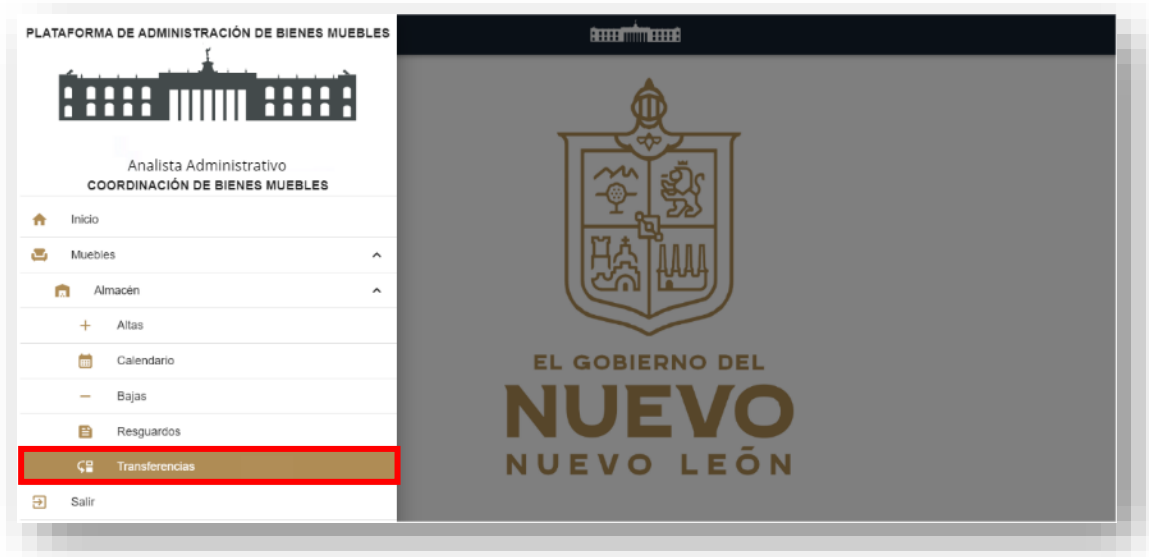 PLATAFORMA DE ADMINISTRACIÓN DE BIENES MUEBLES
Analista Administrativo
COORDINACIÓN DE BIENES MUEBLES
Inicio
Muebles
Almacén
Altas
Calendario
Bajas
Resguardos
Transferencias
Salir
EL GOBIERNO DEL
NUEVO
NUEVO LEÓN